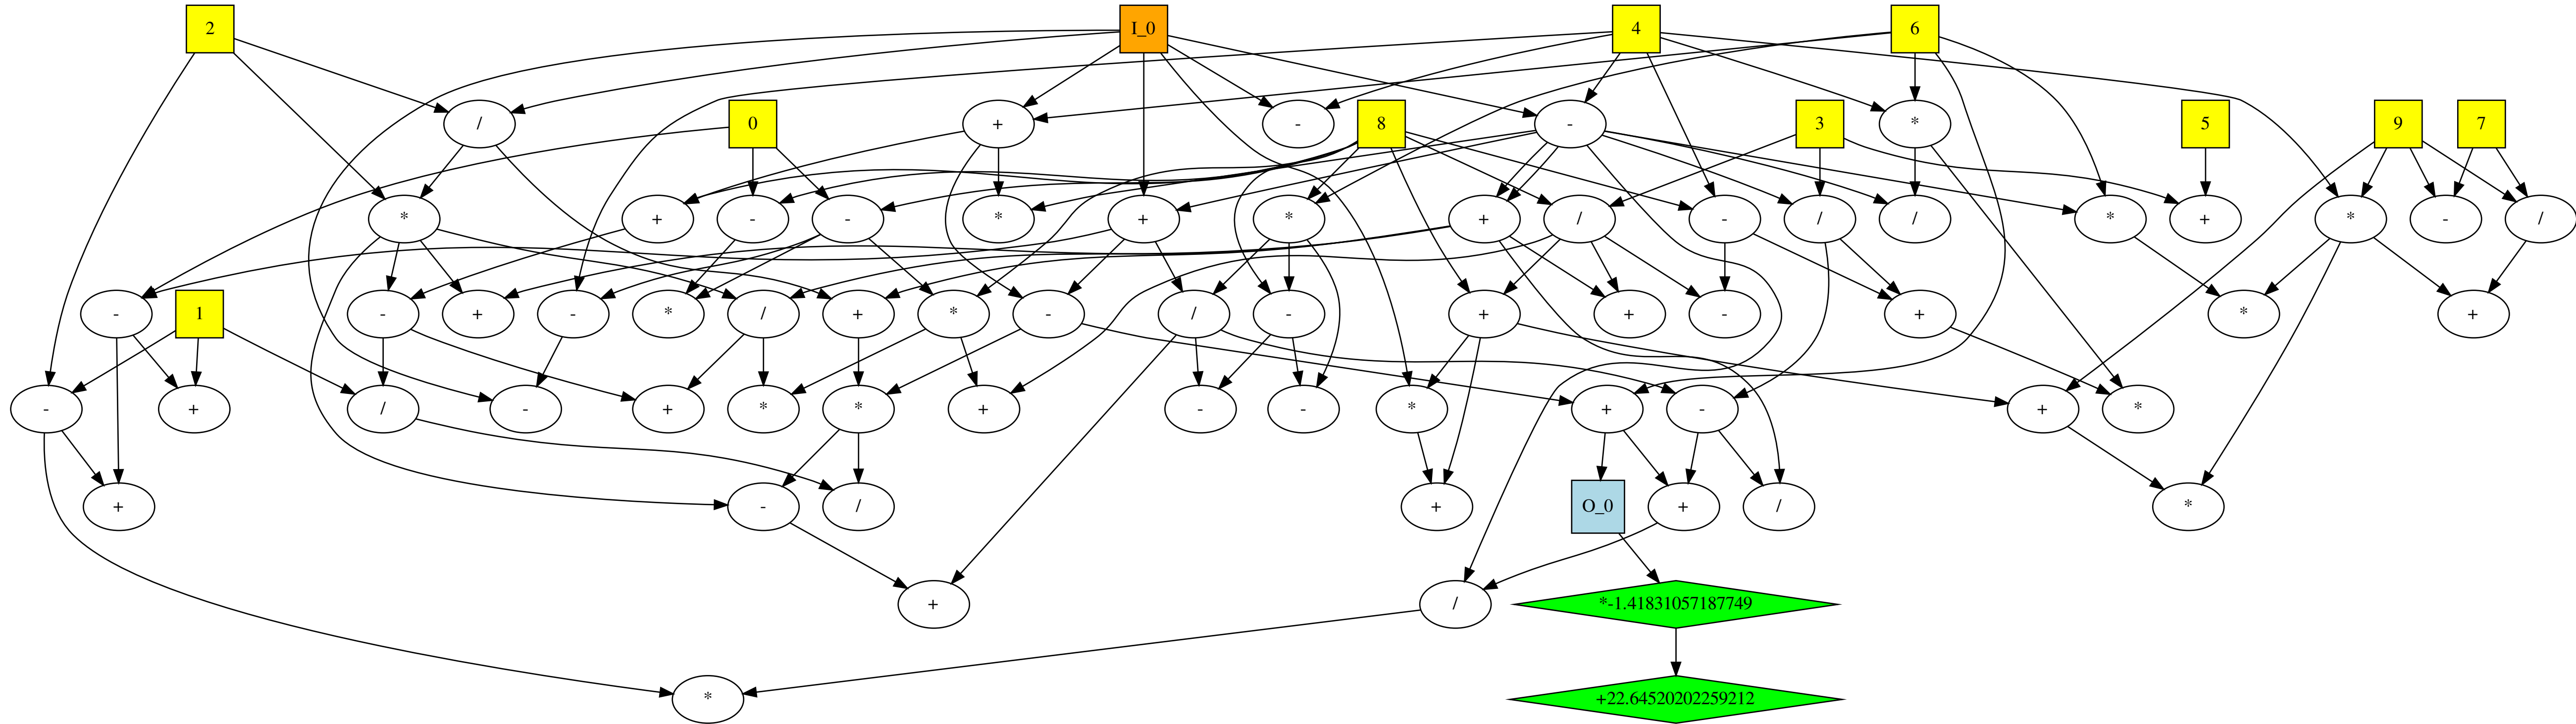 2 I_0 4 6
/ 0 + - 8 - 3 * 5 9 7
* + - - * + * + / - / / * + * - /
- 1 - + - * / + * - / - + + - + * +
- + / - + * * + - - * + - + *
+ - / + O_0 + / *
+ / *-1.41831057187749
* +22.64520202259212